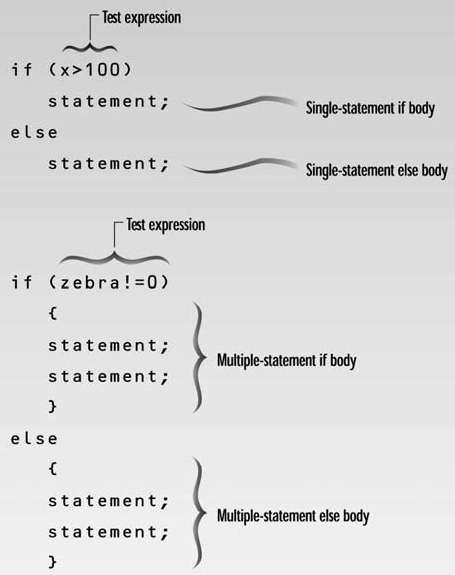 Test expression
if (x>100)
statement;
Single-statement if body
else
statement;
Single-statement else body
Test expression
if (zebra!=0)
{
statement;
statement;
}
Multiple-statement if body
else
{
statement;
statement;
}
Multiple-statement else body